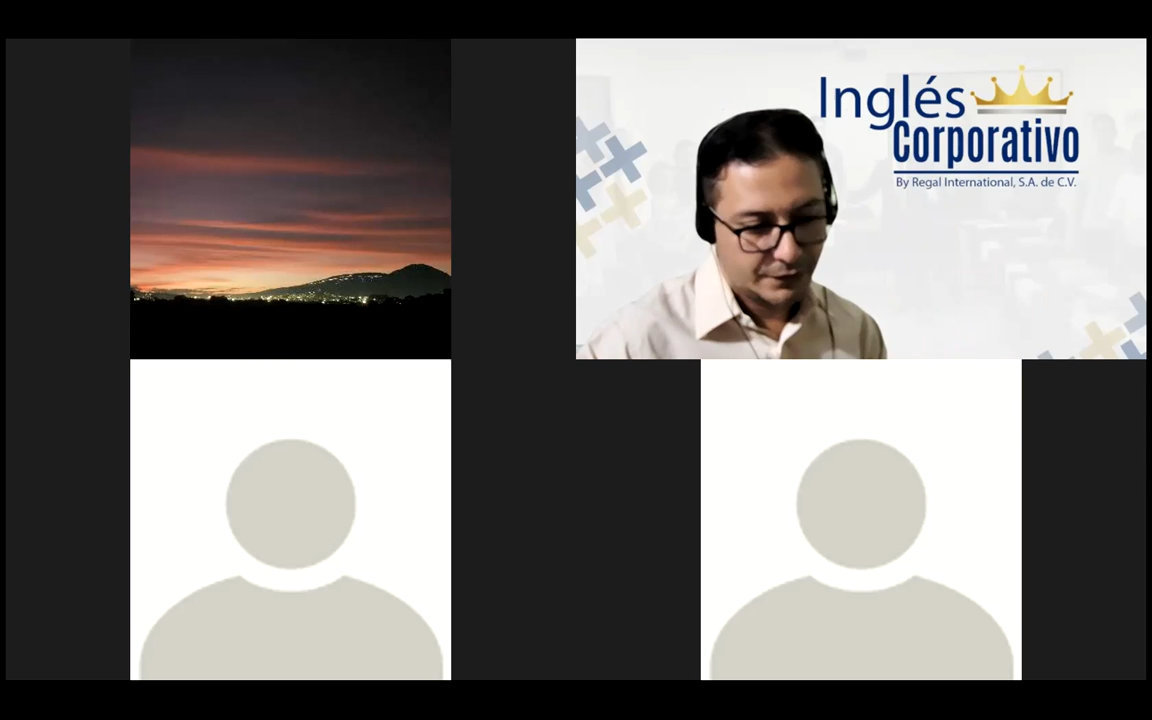 Inglés
Corporativo
By Regal International, S.A. de C.V.